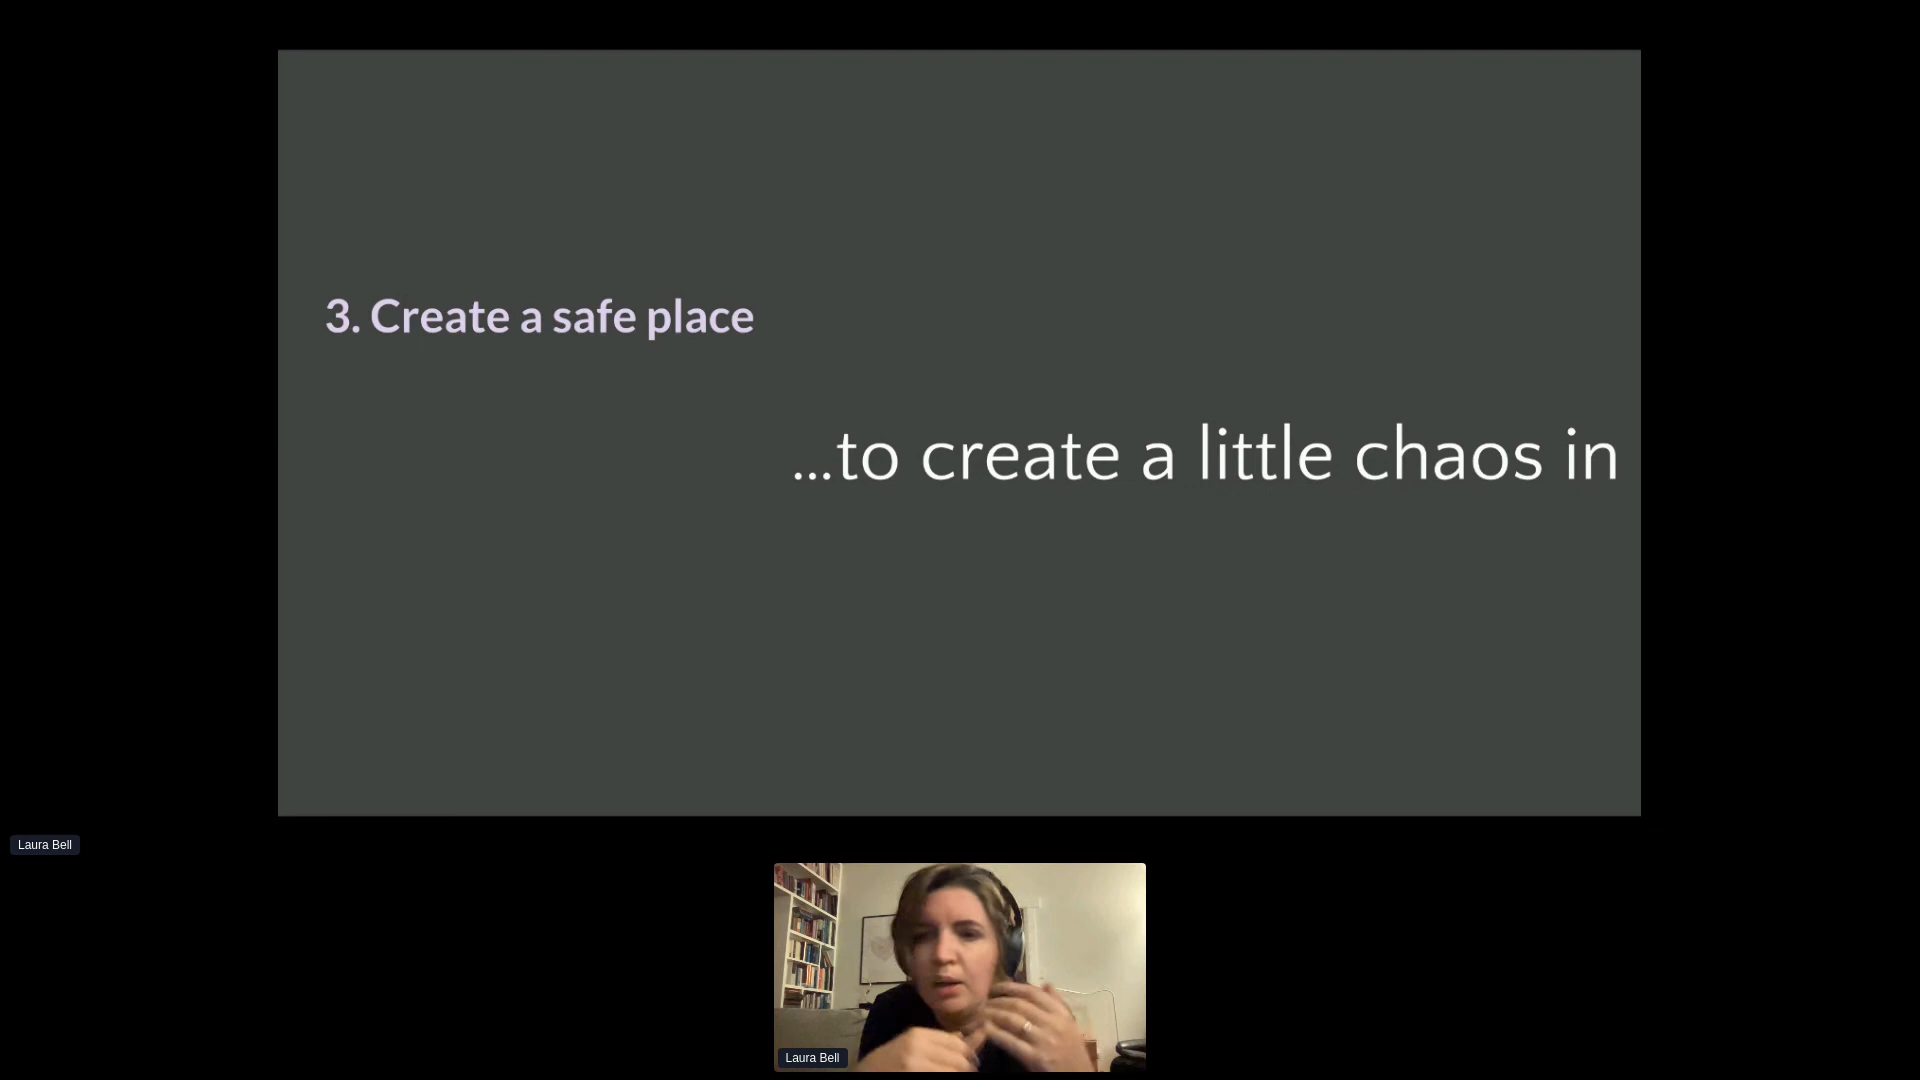 3. Create a safe place
...to create a little chaos in
Laura Bell
Laura Bell